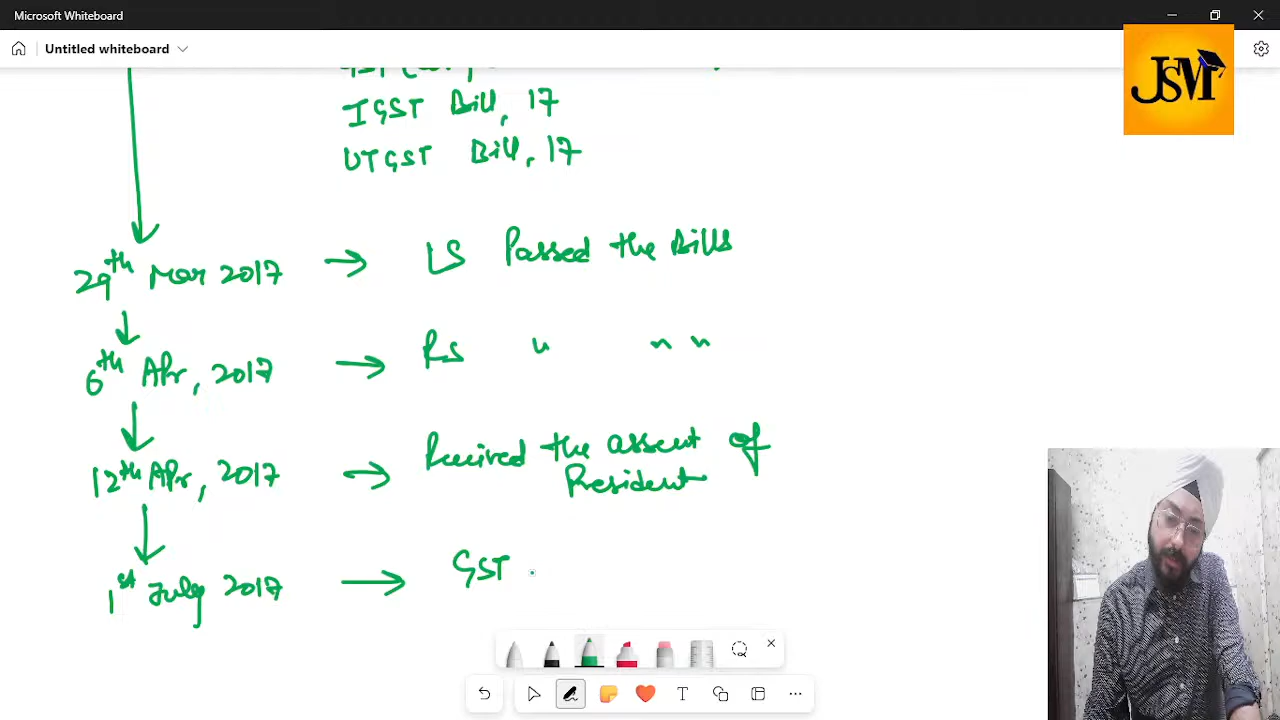 Microsoft Whiteboard
Untitled whiteboard
JSM
IGST Bill, 17
UTGST Bill, 17
29th Mar 2017 → LS Passed the Bills
6th Apr, 2017 → RS " " "
12th Apr, 2017 → Received the assent of
President
1st July 2017 → GST